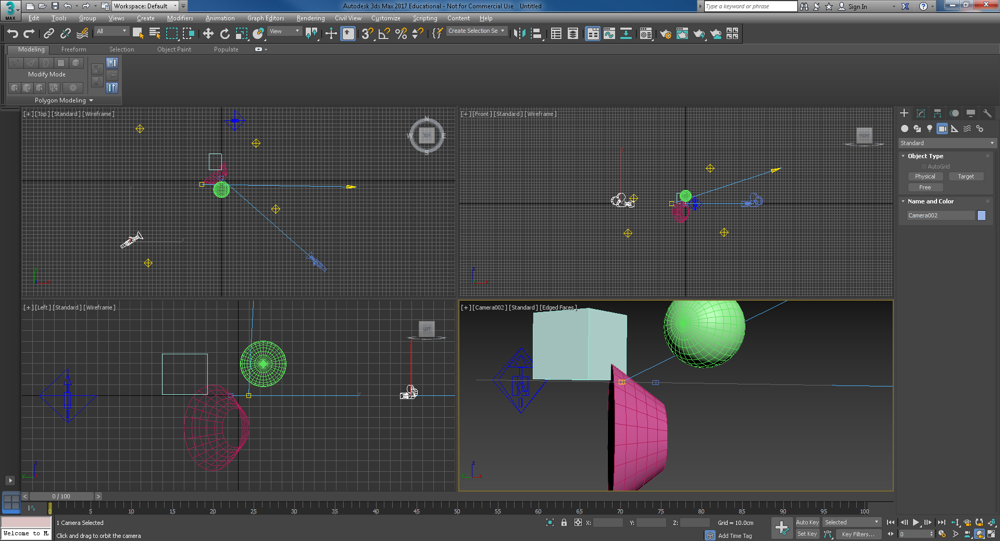 3
MAX
Workspace: Default
Autodesk 3ds Max 2017 Educational - Not for Commercial Use Untitled
Type a keyword or phrase
Sign In
Edit Tools Group Views Create Modifiers Animation Graph Editors Rendering Civil View Customize Scripting Content Help
All
View
3
Create Selection Se
Modeling Freeform Selection Object Paint Populate
Modify Mode
Polygon Modeling
[+] [Top] [Standard] [Wireframe]
N
W TOP E
S
[+] [Front] [Standard] [Wireframe]
FRONT
Standard
Object Type
AutoGrid
Physical Target
Free
Name and Color
Camera002
x
z
[+] [Left] [Standard] [Wireframe]
LEFT
y
z
y
[+] [Camera002] [Standard] [Edged Faces]
z
y x
< 0 / 100 >
0 5 10 15 20 25 30 35 40 45 50 55 60 65 70 75 80 85 90 95 100
Welcome to M
1 Camera Selected
Click and drag to orbit the camera
X: Y: Z: Grid = 10.0cm
Add Time Tag
Auto Key Selected
Set Key Key Filters...
0